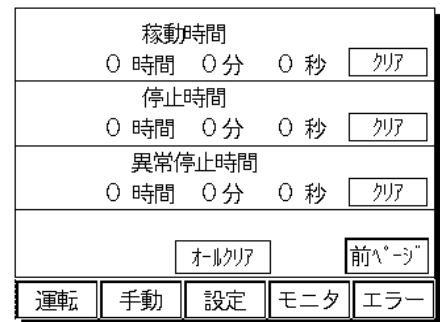 稼動時間
0 時間 0 分 0 秒 クリア
停止時間
0 時間 0 分 0 秒 クリア
異常停止時間
0 時間 0 分 0 秒 クリア
オールクリア 前ページ
運転 手動 設定 モニタ エラー